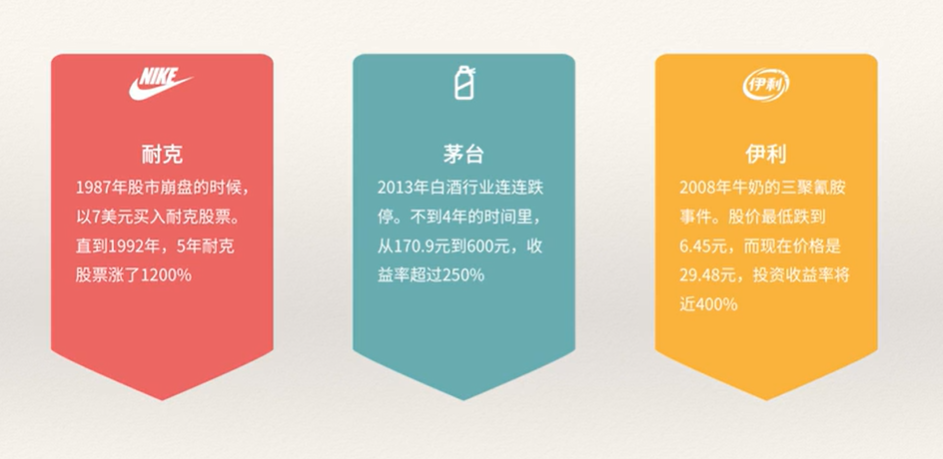 NIKE
耐克
1987年股市崩盘的时候，
以7美元买入耐克股票。
直到1992年，5年耐克
股票涨了1200%
茅台
2013年白酒行业连连跌
停。不到4年的时间里，
从170.9元到600元，收
益率超过250%
伊利
伊利
2008年牛奶的三聚氰胺
事件。股价最低跌到
6.45元，而现在价格是
29.48元，投资收益率将
近400%